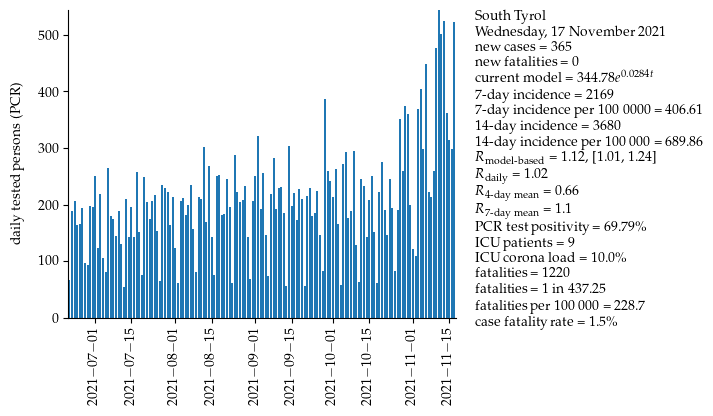 daily tested persons (PCR)
500
400
300
200
100
0
2021−07−01
2021−07−15
2021−08−01
2021−08−15
2021−09−01
2021−09−15
2021−10−01
2021−10−15
2021−11−01
2021−11−15
South Tyrol
Wednesday, 17 November 2021
new cases = 365
new fatalities = 0
current model = 344.78e^0.0284t
7-day incidence = 2169
7-day incidence per 100 0000 = 406.61
14-day incidence = 3680
14-day incidence per 100 000 = 689.86
R_model-based = 1.12, [1.01, 1.24]
R_daily = 1.02
R_4-day mean = 0.66
R_7-day mean = 1.1
PCR test positivity = 69.79%
ICU patients = 9
ICU corona load = 10.0%
fatalities = 1220
fatalities = 1 in 437.25
fatalities per 100 000 = 228.7
case fatality rate = 1.5%